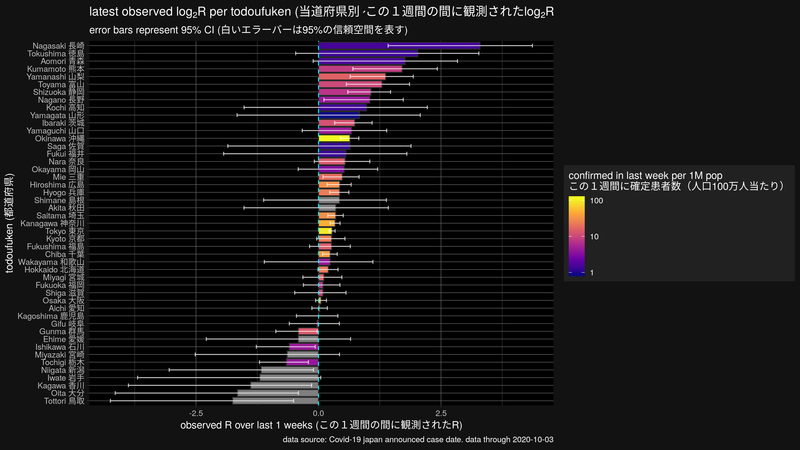 latest observed log2R per todoufuken (当道府県別 ·この１週間の間に観測されたlog2R
error bars represent 95% CI (白いエラーバーは95%の信頼空間を表す)
todoufuken (都道府県)
Nagasaki 長崎
Tokushima 徳島
Aomori 青森
Kumamoto 熊本
Yamanashi 山梨
Toyama 富山
Shizuoka 静岡
Nagano 長野
Kochi 高知
Yamagata 山形
Ibaraki 茨城
Yamaguchi 山口
Okinawa 沖縄
Saga 佐賀
Fukui 福井
Nara 奈良
Okayama 岡山
Mie 三重
Hiroshima 広島
Hyogo 兵庫
Shimane 島根
Akita 秋田
Saitama 埼玉
Kanagawa 神奈川
Tokyo 東京
Kyoto 京都
Fukushima 福島
Chiba 千葉
Wakayama 和歌山
Hokkaido 北海道
Miyagi 宮城
Fukuoka 福岡
Shiga 滋賀
Osaka 大阪
Aichi 愛知
Kagoshima 鹿児島
Gifu 岐阜
Gunma 群馬
Ehime 愛媛
Ishikawa 石川
Miyazaki 宮崎
Tochigi 栃木
Niigata 新潟
Iwate 岩手
Kagawa 香川
Oita 大分
Tottori 鳥取
-2.5 0.0 2.5
observed R over last 1 weeks (この１週間の間に観測されたR)
confirmed in last week per 1M pop
この１週間に確定患者数（人口100万人当たり）
100
10
1
data source: Covid-19 japan announced case date. data through 2020-10-03